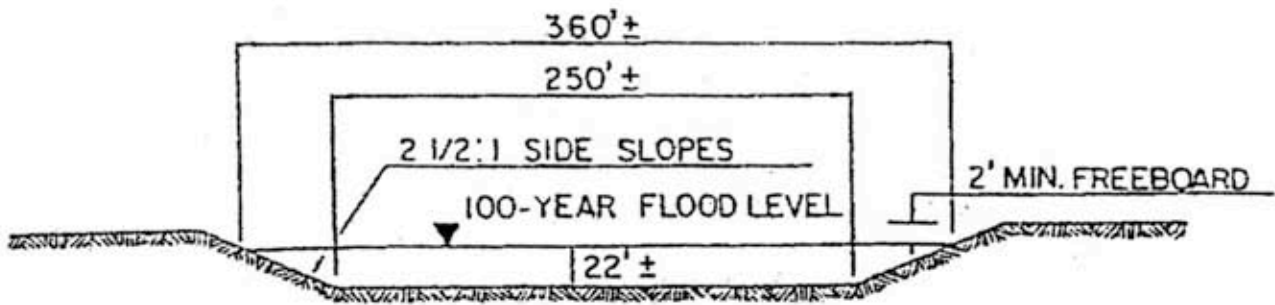 360' ±
250' ±
2 1/2:1 SIDE SLOPES
2' MIN. FREEBOARD
100-YEAR FLOOD LEVEL
22' ±